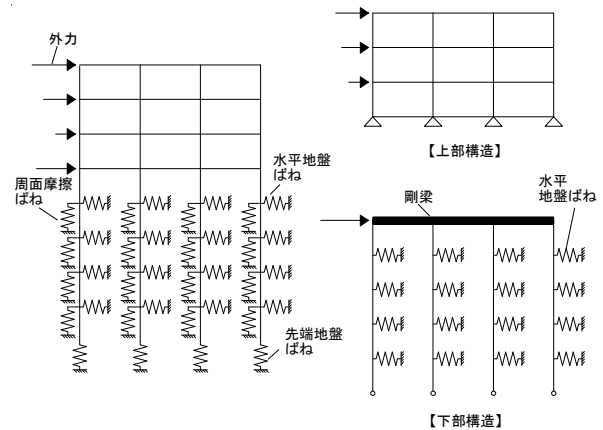 外力
周面摩擦
ばね
水平地盤
ばね
先端地盤
ばね
【上部構造】
剛梁
水平
地盤ばね
【下部構造】